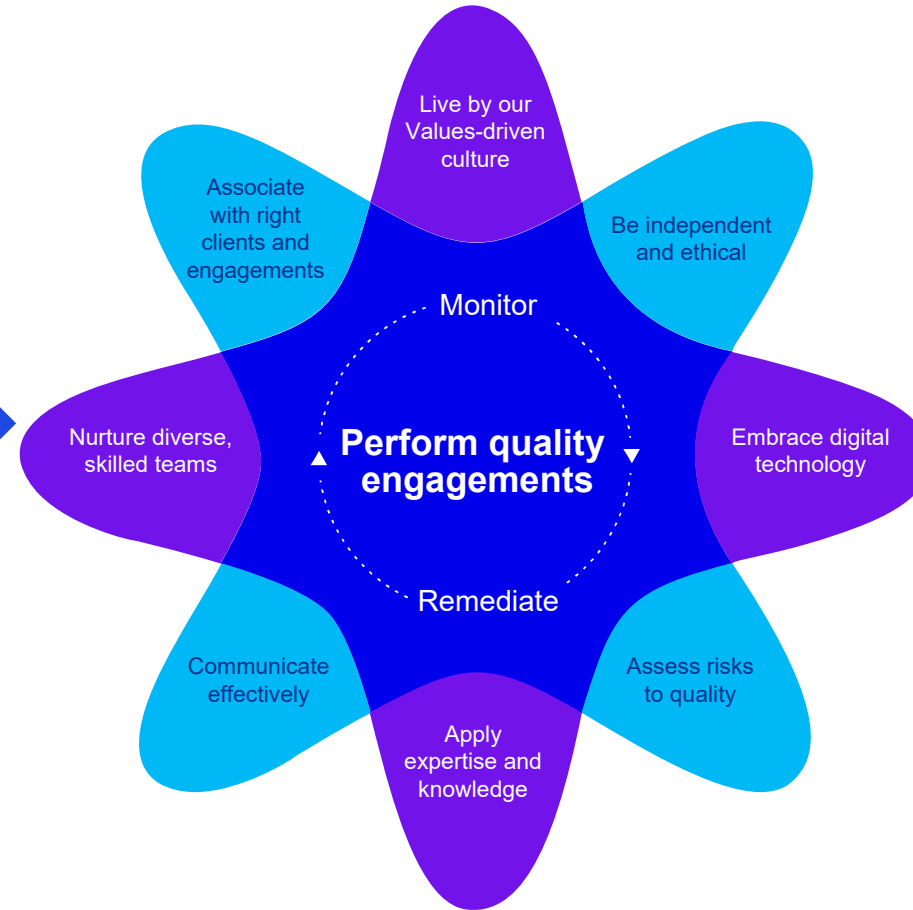 Live by our
Values-driven
culture
Associate
with right
clients and
engagements
Be independent
and ethical
Monitor
Nurture diverse,
skilled teams
Perform quality
engagements
Embrace digital
technology
Remediate
Communicate
effectively
Assess risks
to quality
Apply
expertise and
knowledge